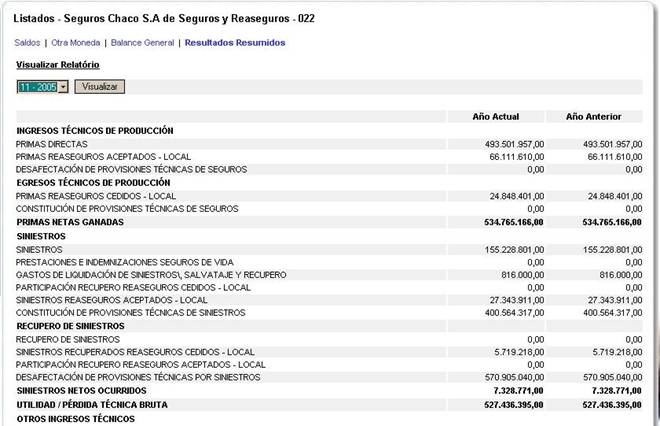 Listados - Seguros Chaco S.A de Seguros y Reaseguros - 022
Saldos | Otra Moneda | Balance General | Resultados Resumidos
Visualizar Relatório
11 - 2005 Visualizar
Año Actual Año Anterior
INGRESOS TÉCNICOS DE PRODUCCIÓN
PRIMAS DIRECTAS 493.501.957,00 493.501.957,00
PRIMAS REASEGUROS ACEPTADOS - LOCAL 66.111.610,00 66.111.610,00
DESAFECTACIÓN DE PROVISIONES TÉCNICAS DE SEGUROS 0,00 0,00
EGRESOS TÉCNICOS DE PRODUCCIÓN
PRIMAS REASEGUROS CEDIDOS - LOCAL 24.848.401,00 24.848.401,00
CONSTITUCIÓN DE PROVISIONES TÉCNICAS DE SEGUROS 0,00 0,00
PRIMAS NETAS GANADAS 534.765.166,00 534.765.166,00
SINIESTROS
SINIESTROS 155.228.801,00 155.228.801,00
PRESTACIONES E INDEMNIZACIONES SEGUROS DE VIDA 0,00 0,00
GASTOS DE LIQUIDACIÓN DE SINIESTROS\, SALVATAJE Y RECUPERO 816.000,00 816.000,00
PARTICIPACIÓN RECUPERO REASEGUROS CEDIDOS - LOCAL 0,00 0,00
SINIESTROS REASEGUROS ACEPTADOS - LOCAL 27.343.911,00 27.343.911,00
CONSTITUCIÓN DE PROVISIONES TÉCNICAS DE SINIESTROS 400.564.317,00 400.564.317,00
RECUPERO DE SINIESTROS
RECUPERO DE SINIESTROS 0,00 0,00
SINIESTROS RECUPERADOS REASEGUROS CEDIDOS - LOCAL 5.719.218,00 5.719.218,00
PARTICIPACIÓN RECUPERO REASEGUROS ACEPTADOS - LOCAL 0,00 0,00
DESAFECTACIÓN DE PROVISIONES TÉCNICAS POR SINIESTROS 570.905.040,00 570.905.040,00
SINIESTROS NETOS OCURRIDOS 7.328.771,00 7.328.771,00
UTILIDAD / PÉRDIDA TÉCNICA BRUTA 527.436.395,00 527.436.395,00
OTROS INGRESOS TÉCNICOS